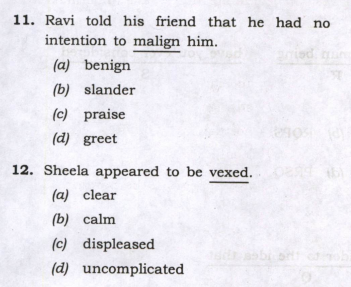 11. Ravi told his friend that he had no
intention to malign him.
(a) benign
(b) slander
(c) praise
(d) greet
12. Sheela appeared to be vexed.
(a) clear
(b) calm
(c) displeased
(d) uncomplicated